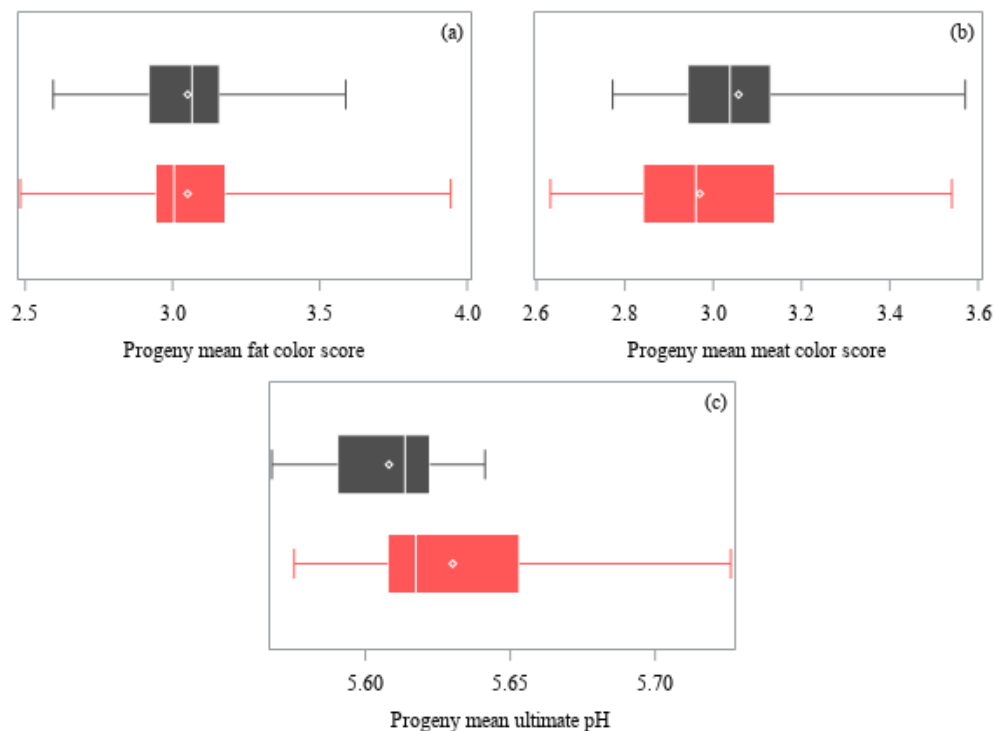 (a)
2.5 3.0 3.5 4.0
Progeny mean fat color score
(b)
2.6 2.8 3.0 3.2 3.4 3.6
Progeny mean meat color score
(c)
5.60 5.65 5.70
Progeny mean ultimate pH